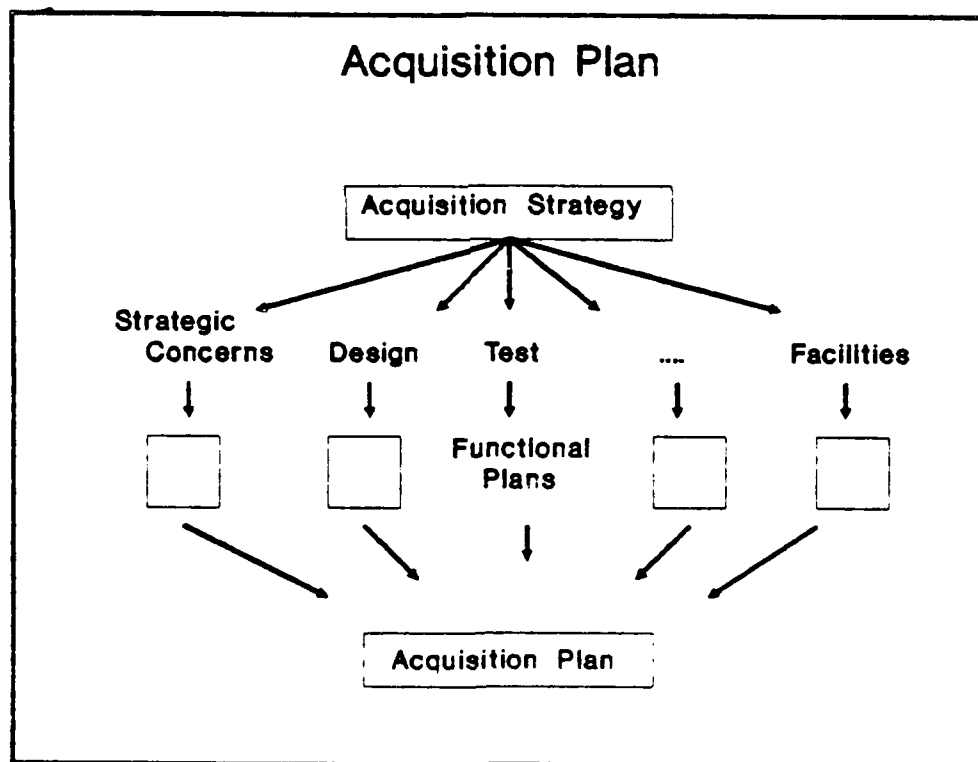 Acquisition Plan
Acquisition Strategy
Strategic
Concerns
Design
Test
....
Facilities
Functional
Plans
Acquisition Plan